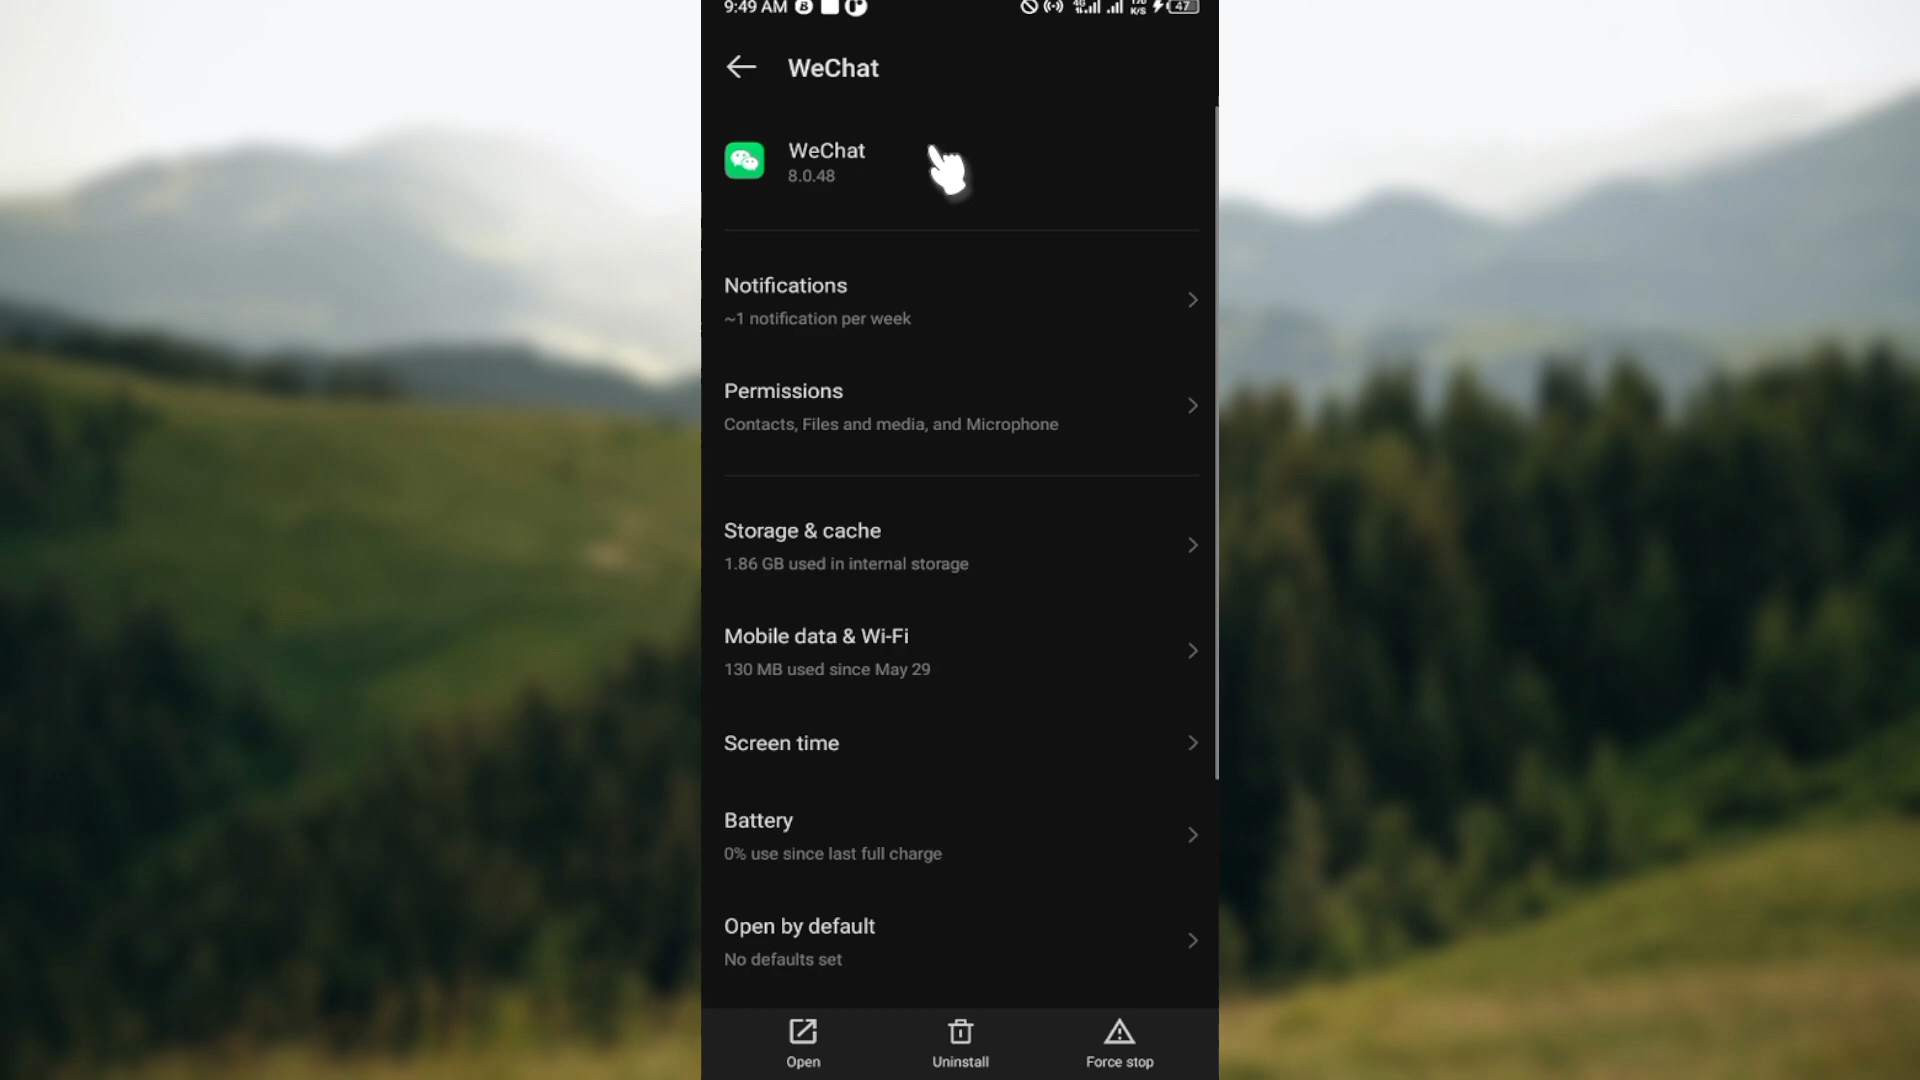 9:49 AM 47
WeChat
WeChat
8.0.48
Notifications
~1 notification per week
Permissions
Contacts, Files and media, and Microphone
Storage & cache
1.86 GB used in internal storage
Mobile data & Wi-Fi
130 MB used since May 29
Screen time
Battery
0% use since last full charge
Open by default
No defaults set
Open Uninstall Force stop